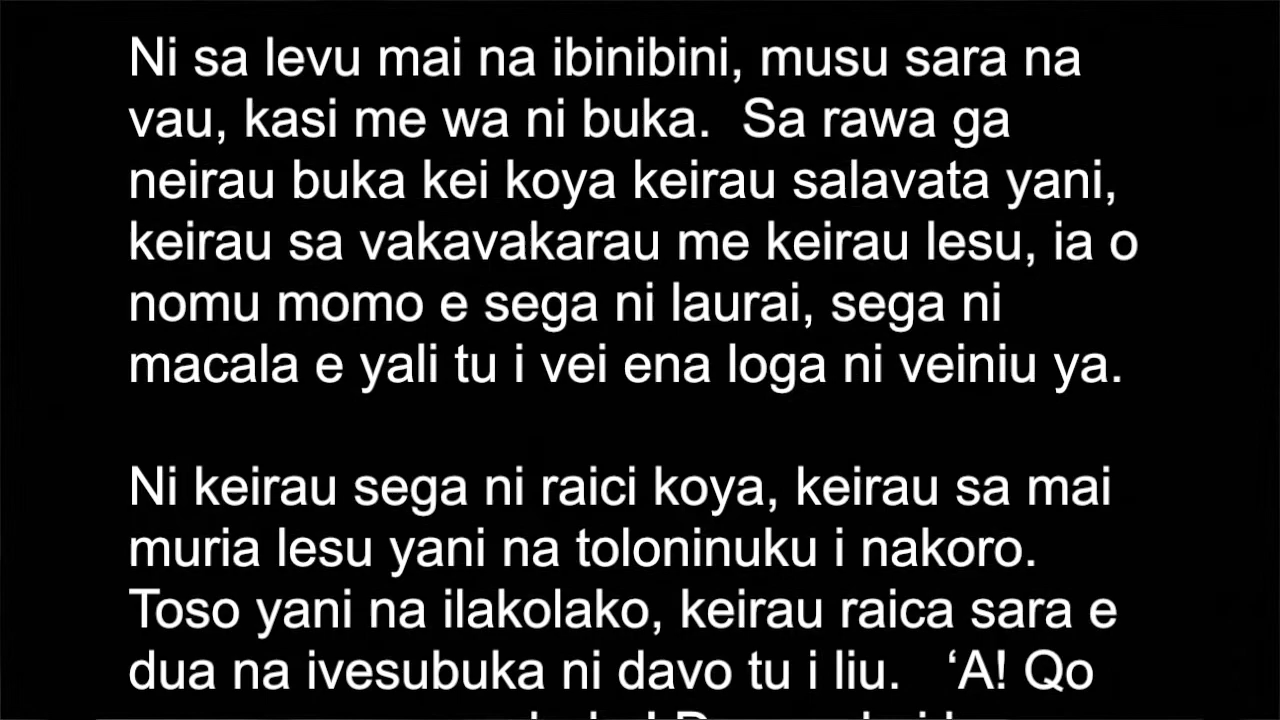 Ni sa levu mai na ibinibini, musu sara na
vau, kasi me wa ni buka.  Sa rawa ga
neirau buka kei koya keirau salavata yani,
keirau sa vakavakarau me keirau lesu, ia o
nomu momo e sega ni laurai, sega ni
macala e yali tu i vei ena loga ni veiniu ya.

Ni keirau sega ni raici koya, keirau sa mai
muria lesu yani na toloninuku i nakoro.
Toso yani na ilakolako, keirau raica sara e
dua na ivesubuka ni davo tu i liu.   ‘A! Qo